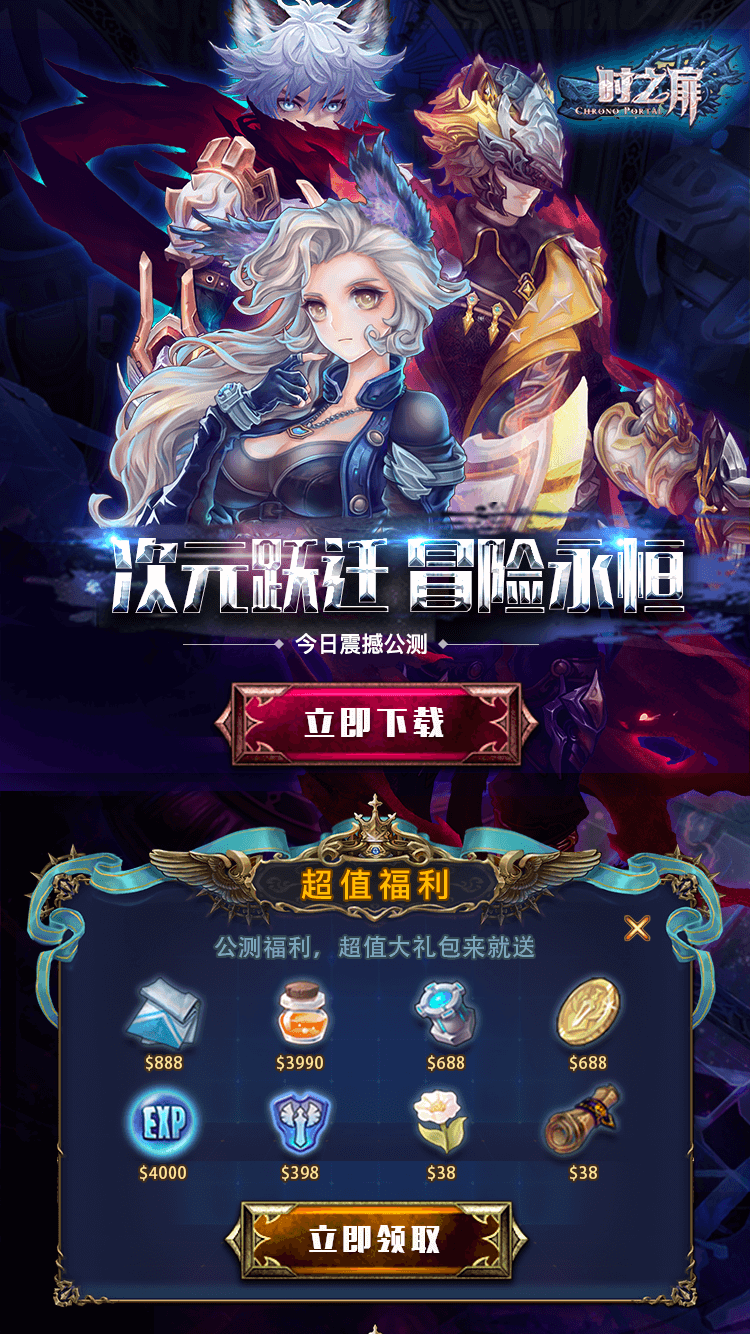 时之扉
CHRONO PORTAL
次元跃迁 冒险永恒
今日震撼公测
立即下载
超值福利
公测福利，超值大礼包来就送
$888 $3990 $688 $688
EXP
$4000 $398 $38 $38
立即领取